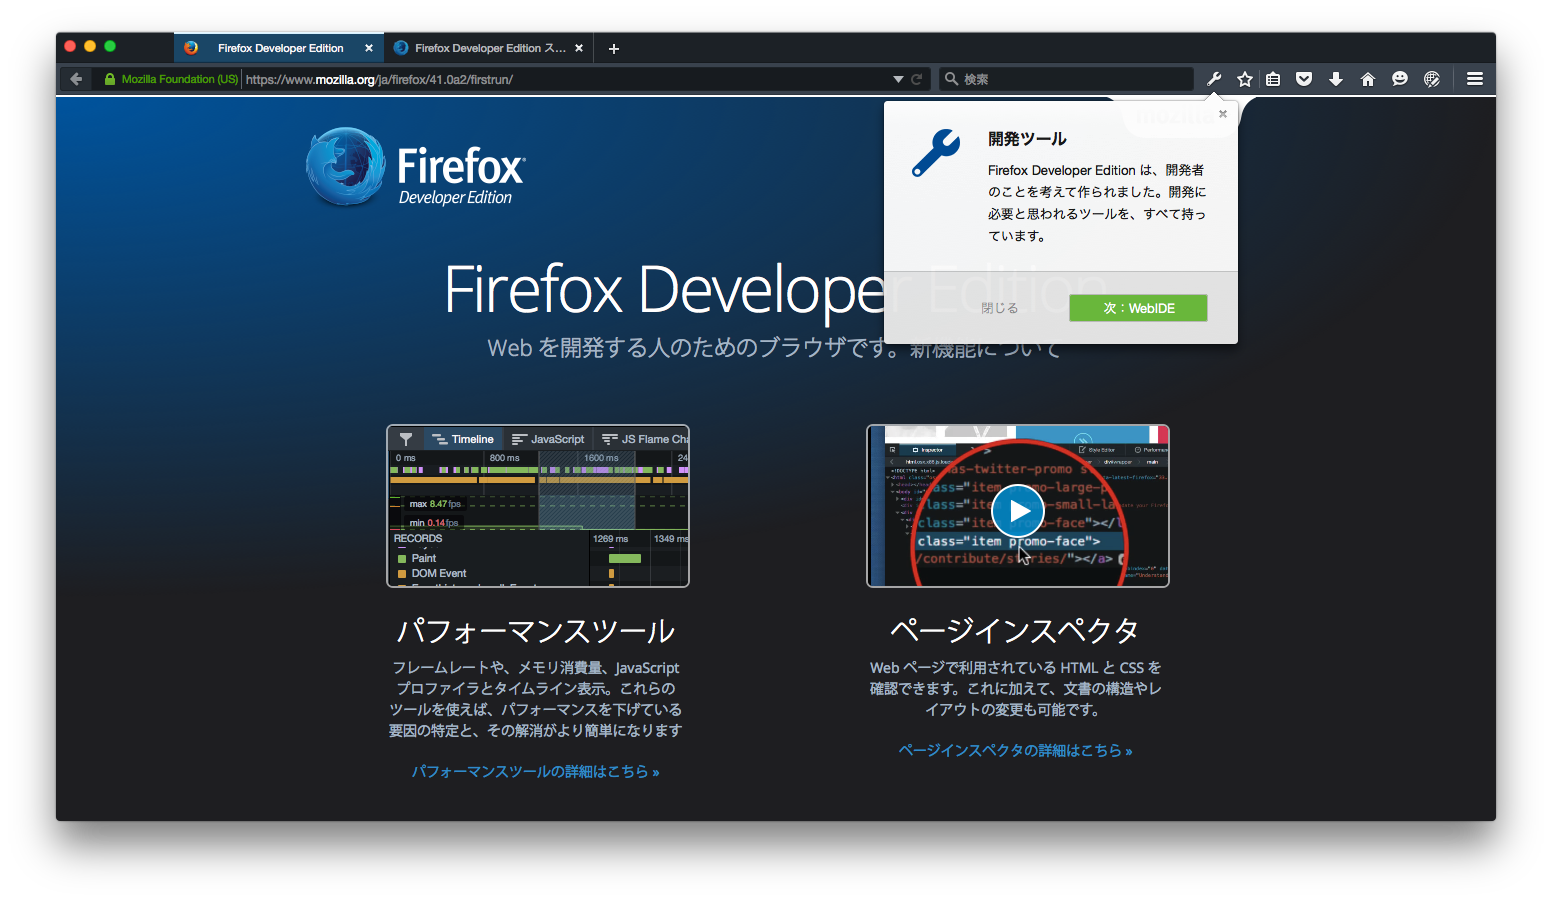 Firefox Developer Edition
Firefox Developer Edition ス...
Mozilla Foundation (US)
https://www.mozilla.org/ja/firefox/41.0a2/firstrun/
検索
開発ツール
Firefox Developer Edition は、開発者
のことを考えて作られました。開発に
必要と思われるツールを、すべて持っ
ています。
閉じる
次：WebIDE
Firefox
Developer Edition
Firefox Developer Edition
Web を開発する人のためのブラウザです。新機能について
Timeline
JavaScript
JS Flame Cha
0 ms
800 ms
1600 ms
24
max 8.47 fps
min 0.14 fps
RECORDS
1269 ms
1349 ms
Paint
DOM Event
Inspector
Style Editor
Performan
<!DOCTYPE html>
as-twitter-promo s
lass="item promo-large-p
class="item promo-small-l
class="item promo-face"></l
class="item promo-face">
/contribute/stories/"></a>
パフォーマンスツール
フレームレートや、メモリ消費量、JavaScript
プロファイラとタイムライン表示。これらの
ツールを使えば、パフォーマンスを下げている
要因の特定と、その解消がより簡単になります
パフォーマンスツールの詳細はこちら »
ページインスペクタ
Web ページで利用されている HTML と CSS を
確認できます。これに加えて、文書の構造やレ
イアウトの変更も可能です。
ページインスペクタの詳細はこちら »